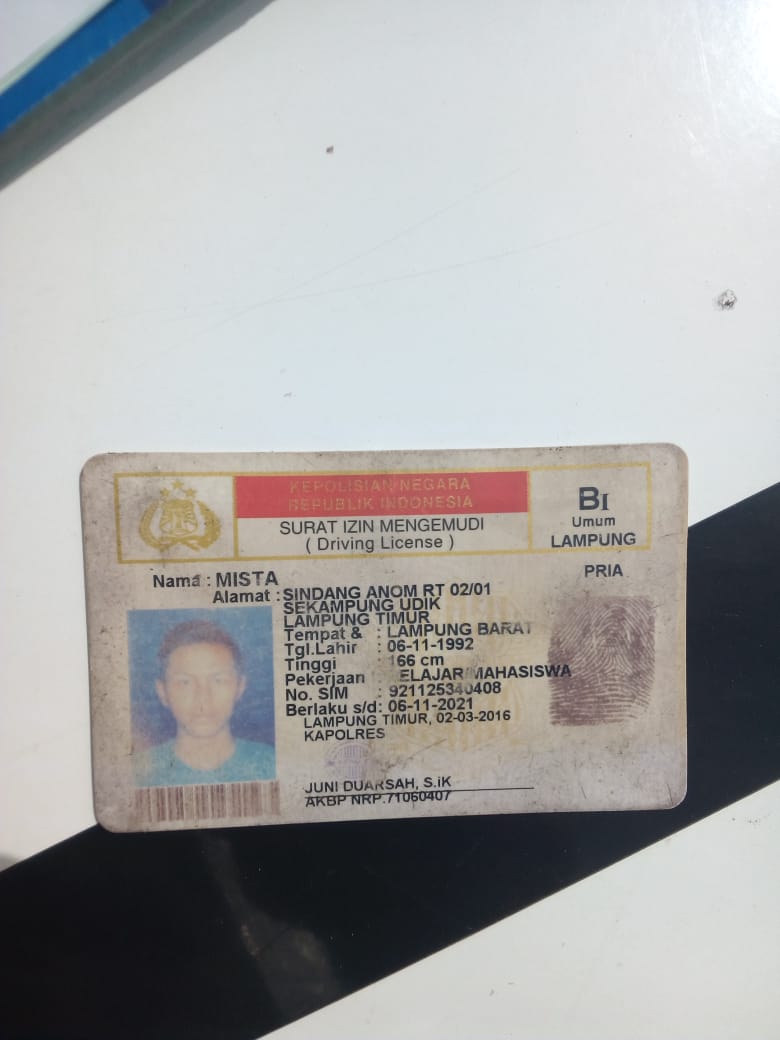 KEPOLISIAN NEGARA
REPUBLIK INDONESIA
SURAT IZIN MENGEMUDI
( Driving License )
BI
Umum
LAMPUNG
PRIA
Nama : MISTA
Alamat : SINDANG ANOM RT 02/01
SEKAMPUNG UDIK
LAMPUNG TIMUR
Tempat & : LAMPUNG BARAT
Tgl.Lahir : 06-11-1992
Tinggi : 166 cm
Pekerjaan : PELAJAR/MAHASISWA
No. SIM : 921125340408
Berlaku s/d: 06-11-2021
LAMPUNG TIMUR, 02-03-2016
KAPOLRES
JUNI DUARSAH, S.iK
AKBP NRP.71060407